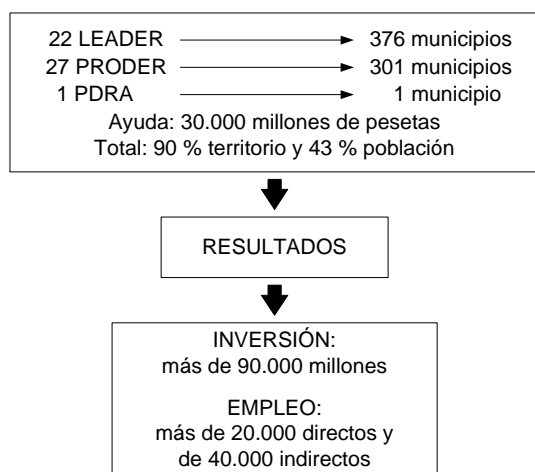 22 LEADER 376 municipios
27 PRODER 301 municipios
1 PDRA 1 municipio
Ayuda: 30.000 millones de pesetas
Total: 90 % territorio y 43 % población
RESULTADOS
INVERSIÓN:
más de 90.000 millones
EMPLEO:
más de 20.000 directos y
de 40.000 indirectos